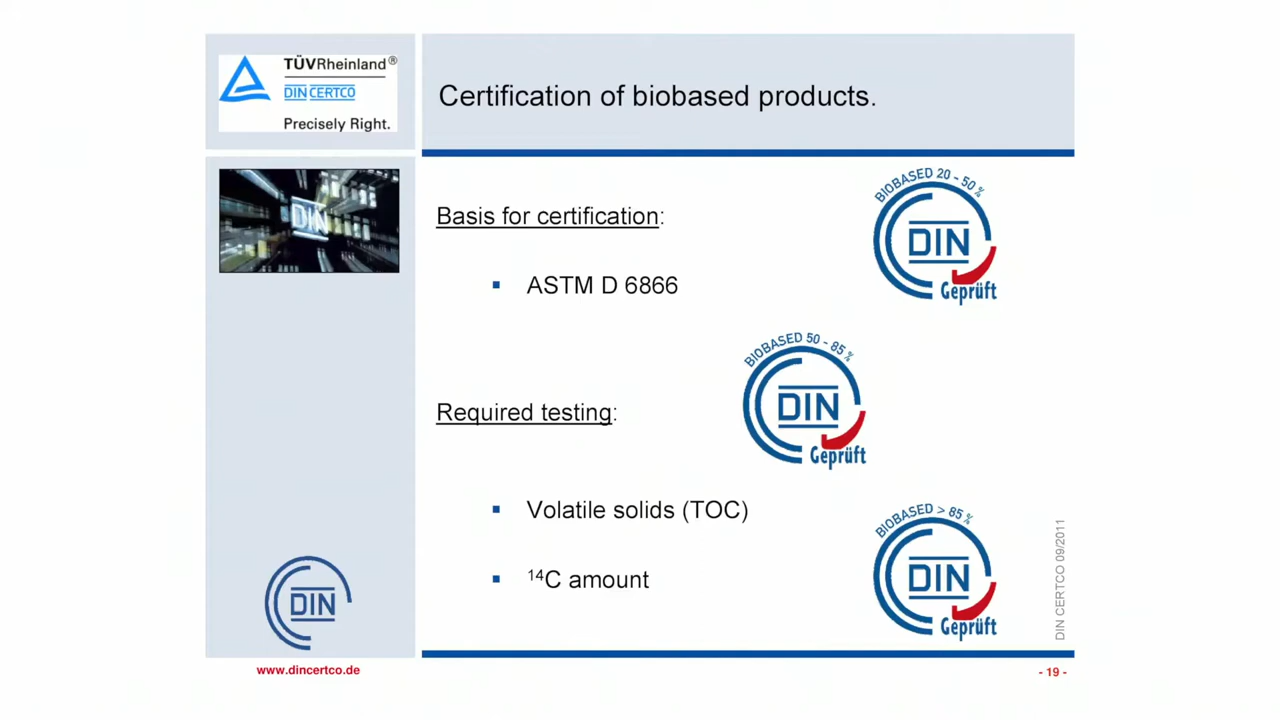 TÜVRheinland®
DIN CERTCO
Precisely Right.
Certification of biobased products.
DIN
Basis for certification:
▪ ASTM D 6866
BIOBASED 20 - 50 %
DIN
Geprüft
BIOBASED 50 - 85 %
DIN
Geprüft
Required testing:
▪ Volatile solids (TOC)
▪ ¹⁴C amount
BIOBASED > 85 %
DIN
Geprüft
DIN CERTCO 09/2011
DIN
www.dincertco.de
- 19 -